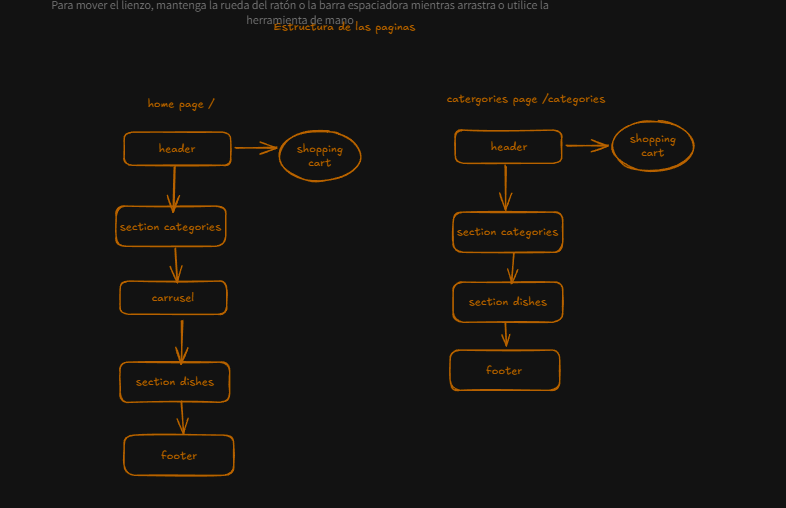 Para mover el lienzo, mantenga la rueda del ratón o la barra espaciadora mientras arrastra o utilice la
herramienta de mano
Estructura de las paginas
home page /
header
shopping
cart
section categories
carrusel
section dishes
footer
catergories page /categories
header
shopping
cart
section categories
section dishes
footer